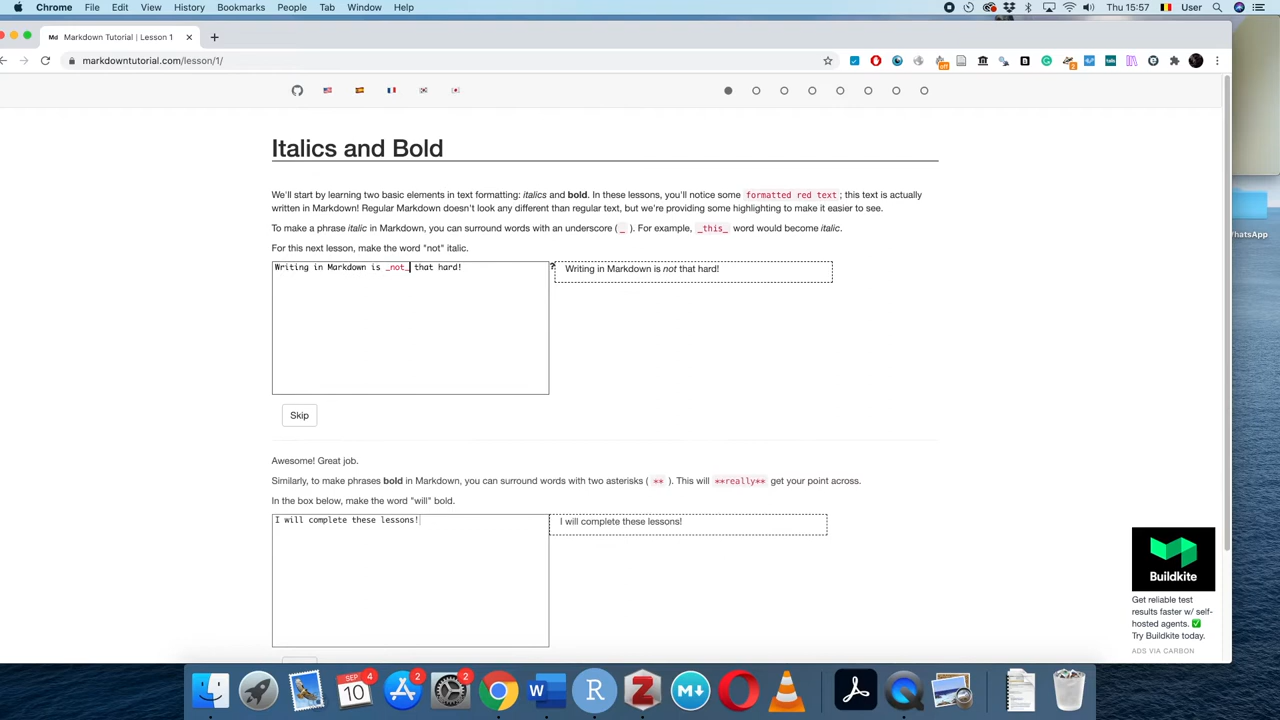 Chrome File Edit View History Bookmarks People Tab Window Help Thu 15:57 User
Md Markdown Tutorial | Lesson 1
markdowntutorial.com/lesson/1/
Italics and Bold
We'll start by learning two basic elements in text formatting: italics and bold. In these lessons, you'll notice some formatted red text ; this text is actually
written in Markdown! Regular Markdown doesn't look any different than regular text, but we're providing some highlighting to make it easier to see.
To make a phrase italic in Markdown, you can surround words with an underscore ( _ ). For example, _this_ word would become italic.
For this next lesson, make the word "not" italic.
Writing in Markdown is _not_ that hard!
?
Writing in Markdown is not that hard!
Skip
Awesome! Great job.
Similarly, to make phrases bold in Markdown, you can surround words with two asterisks ( ** ). This will **really** get your point across.
In the box below, make the word "will" bold.
I will complete these lessons!
I will complete these lessons!
Buildkite
Get reliable test
results faster w/ self-
hosted agents. ✅
Try Buildkite today.
ADS VIA CARBON
WhatsApp
SEP
10
4
2
2
W
R
Z
M